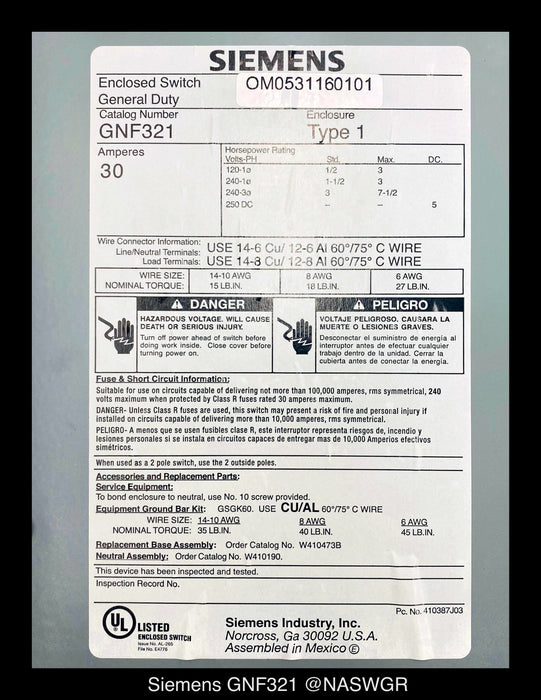 SIEMENS
Enclosed Switch OM0531160101
General Duty
Catalog Number Enclosure
GNF321 Type 1
Amperes Horsepower Rating
30 Volts-PH Std. Max. DC.
120-1ø 1/2 3
240-1ø 1-1/2 3
240-3ø 3 7-1/2
250 DC – – 5
Wire Connector Information:
Line/Neutral Terminals: USE 14-6 Cu/ 12-6 Al 60°/75° C WIRE
Load Terminals: USE 14-8 Cu/ 12-8 Al 60°/75° C WIRE
WIRE SIZE: 14-10 AWG 8 AWG 6 AWG
NOMINAL TORQUE: 15 LB.IN. 18 LB.IN. 27 LB.IN.
DANGER
HAZARDOUS VOLTAGE. WILL CAUSE
DEATH OR SERIOUS INJURY.
Turn off power ahead of switch before
doing work inside. Close cover before
turning power on.
PELIGRO
VOLTAJE PELIGROSO. CAUSARA LA
MUERTE O LESIONES GRAVES.
Desconectar el suministro de energía al
interruptor antes de efectuar cualquier
trabajo dentro de la unidad. Cerrar la
cubierta antes de conectar la energía.
Fuse & Short Circuit Information:
Suitable for use on circuits capable of delivering not more than 100,000 amperes, rms symmetrical, 240
volts maximum when protected by Class R fuses rated 30 amperes maximum.
DANGER- Unless Class R fuses are used, this switch may present a risk of fire and personal injury if
installed on circuits capable of delivering more than 10,000 amperes, rms symmetrical.
PELIGRO- A menos que se usen fusibles clase R, este interruptor representa riesgos de, incendio y
lesiones personales si se instala en circuitos capaces de entregar mas de 10,000 Amperios efectivos
simétricos.
When used as a 2 pole switch, use the 2 outside poles.
Accessories and Replacement Parts:
Service Equipment:
To bond enclosure to neutral, use No. 10 screw provided.
Equipment Ground Bar Kit: GSGK60. USE CU/AL 60°/75° C WIRE
WIRE SIZE: 14-10 AWG 8 AWG 6 AWG
NOMINAL TORQUE: 35 LB.IN. 40 LB.IN. 45 LB.IN.
Replacement Base Assembly: Order Catalog No. W410473B
Neutral Assembly: Order Catalog No. W410190.
This device has been inspected and tested.
Inspection Record No.
Pc. No. 410387J03
UL LISTED
ENCLOSED SWITCH
Issue No. AL-265
File No. E4776
Siemens Industry, Inc.
Norcross, Ga 30092 U.S.A.
Assembled in Mexico Ⓔ
Siemens GNF321 @NASWGR